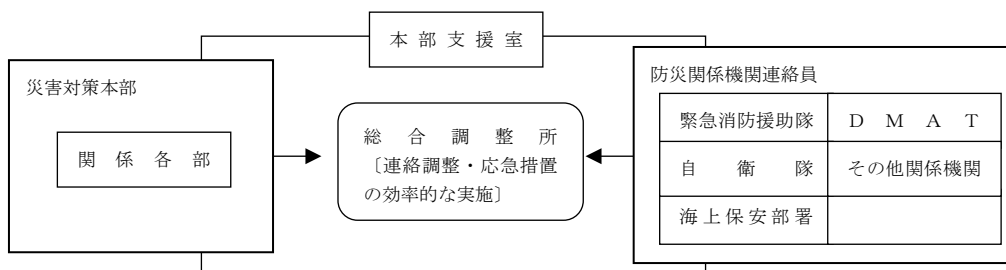 本部支援室
災害対策本部
関係各部
総合調整所
〔連絡調整・応急措置
の効率的な実施〕
防災関係機関連絡員
緊急消防援助隊
DMAT
自衛隊
その他関係機関
海上保安部署